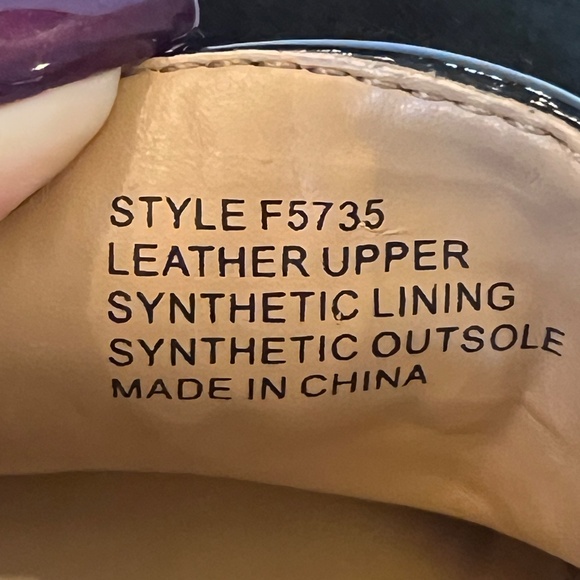 STYLE F5735
LEATHER UPPER
SYNTHETIC LINING
SYNTHETIC OUTSOLE
MADE IN CHINA